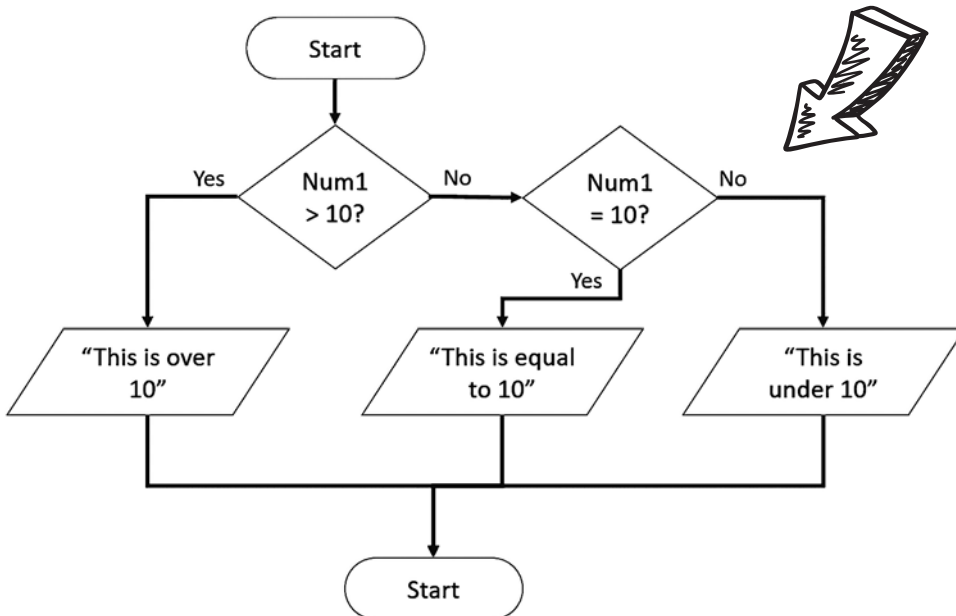 Start
Yes
Num1
> 10?
No
Num1
= 10?
No
Yes
“This is over
10”
“This is equal
to 10”
“This is
under 10”
Start